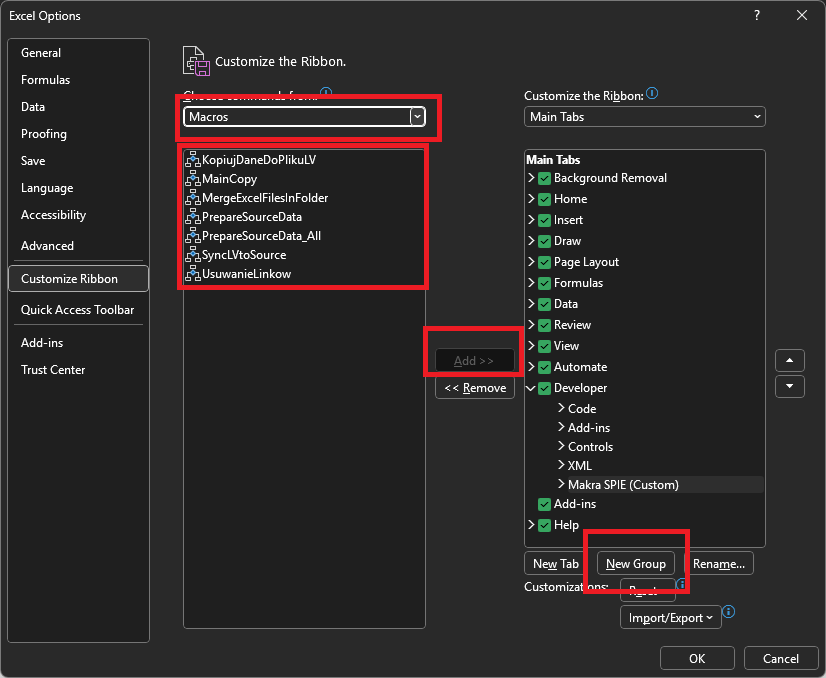 Excel Options
?
General
Formulas
Data
Proofing
Save
Language
Accessibility
Advanced
Customize Ribbon
Quick Access Toolbar
Add-ins
Trust Center
Customize the Ribbon.
Choose commands from:
Macros
KopiujDaneDoPlikuLV
MainCopy
MergeExcelFilesInFolder
PrepareSourceData
PrepareSourceData_All
SyncLVtoSource
UsuwanieLinkow
Add >>
<< Remove
Customize the Ribbon:
Main Tabs
Main Tabs
Background Removal
Home
Insert
Draw
Page Layout
Formulas
Data
Review
View
Automate
Developer
Code
Add-ins
Controls
XML
Makra SPIE (Custom)
Add-ins
Help
New Tab
New Group
Rename...
Customizations:
Reset
Import/Export
OK
Cancel